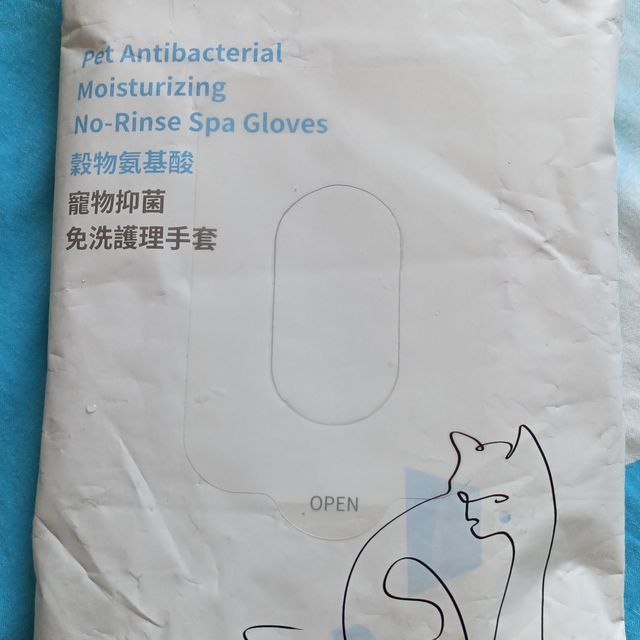 Pet Antibacterial
Moisturizing
No-Rinse Spa Gloves
穀物氨基酸
寵物抑菌
免洗護理手套
OPEN